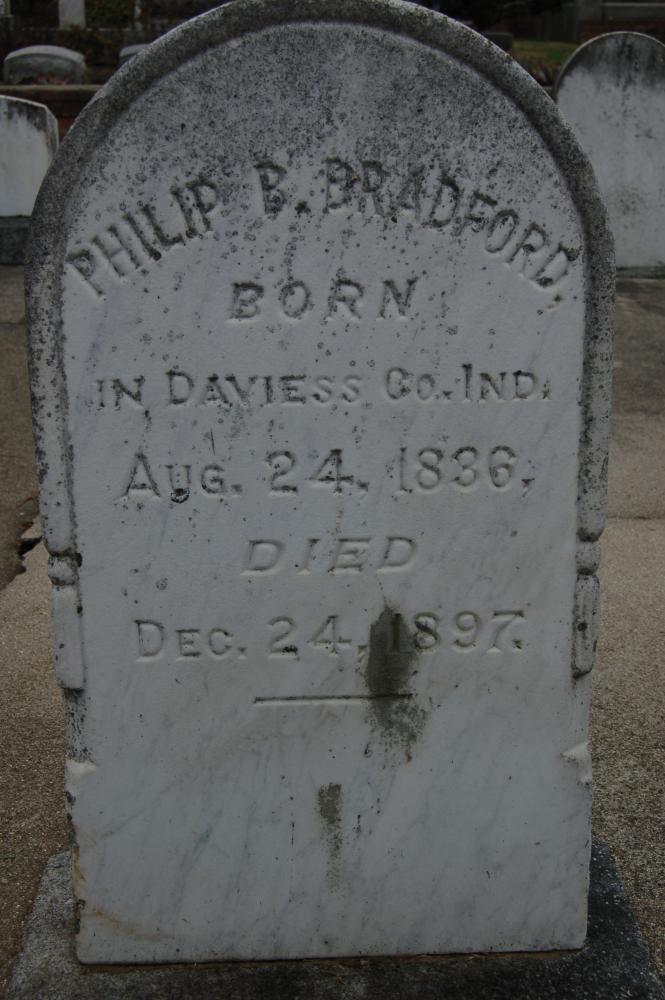 PHILIP B. BRADFORD,
BORN
IN DAVIESS CO. IND.
AUG. 24, 1836,
DIED
DEC. 24, 1897.